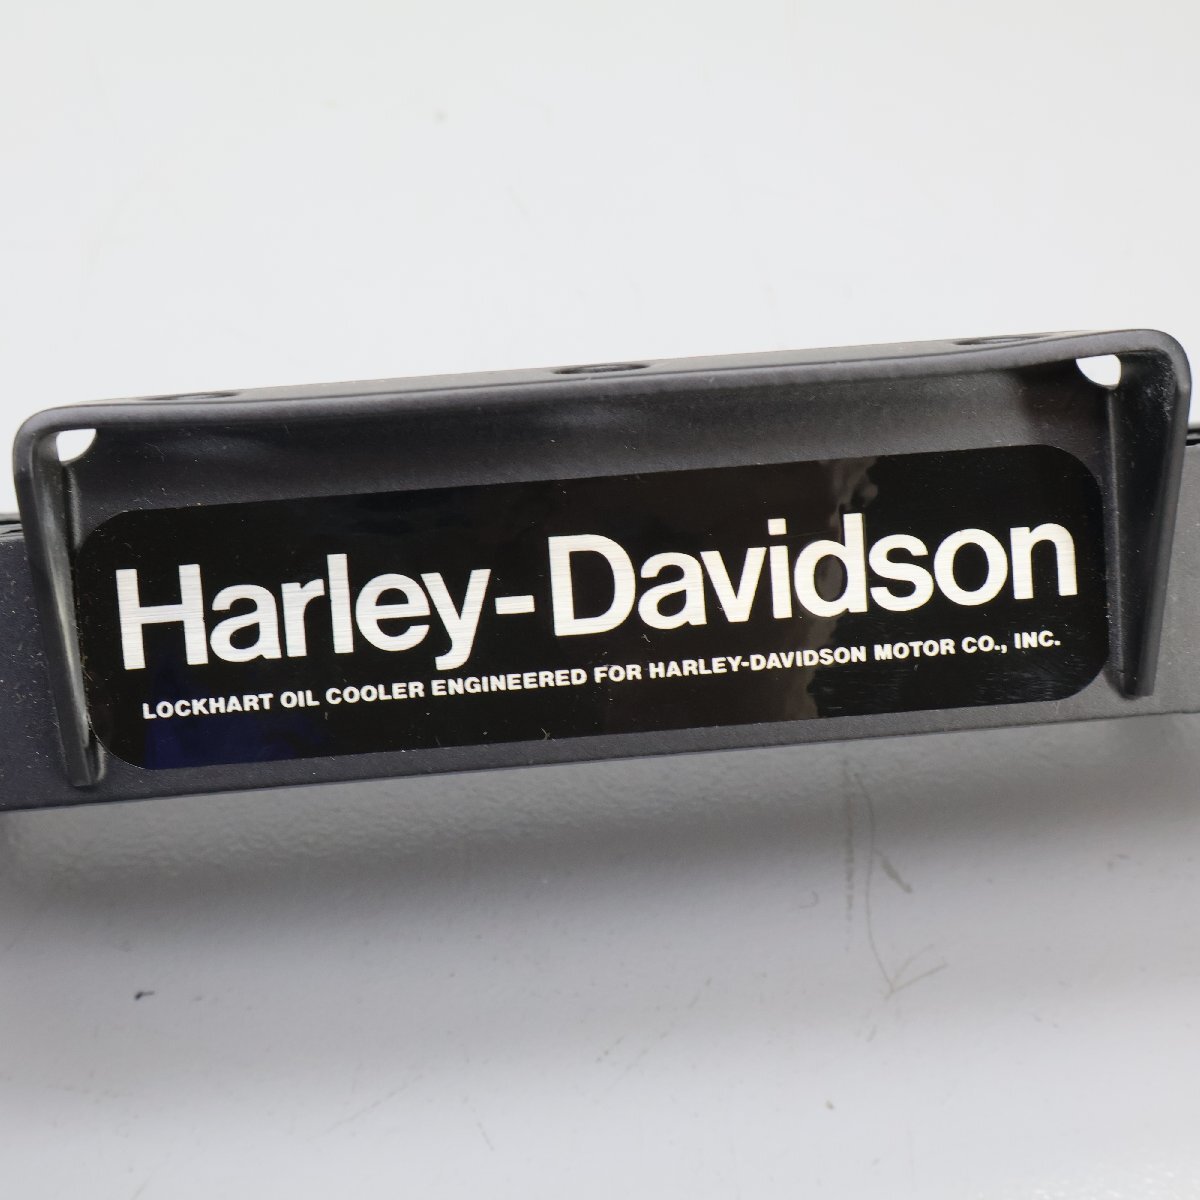 Harley-Davidson
LOCKHART OIL COOLER ENGINEERED FOR HARLEY-DAVIDSON MOTOR CO., INC.